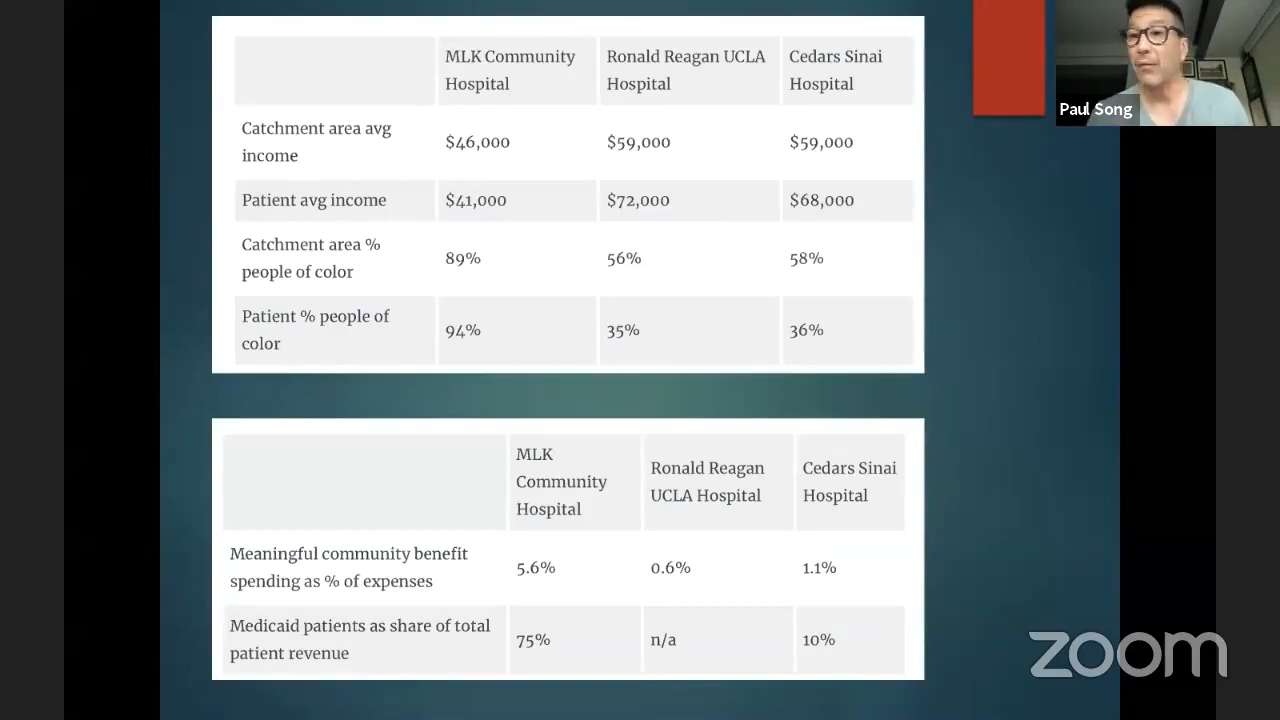 MLK Community Ronald Reagan UCLA Cedars Sinai
Hospital Hospital Hospital
Catchment area avg
income $46,000 $59,000 $59,000
Patient avg income $41,000 $72,000 $68,000
Catchment area %
people of color 89% 56% 58%
Patient % people of
color 94% 35% 36%
MLK
Community
Hospital
Ronald Reagan
UCLA Hospital
Cedars Sinai
Hospital
Meaningful community benefit
spending as % of expenses 5.6% 0.6% 1.1%
Medicaid patients as share of total
patient revenue 75% n/a 10%
Paul Song
zoom